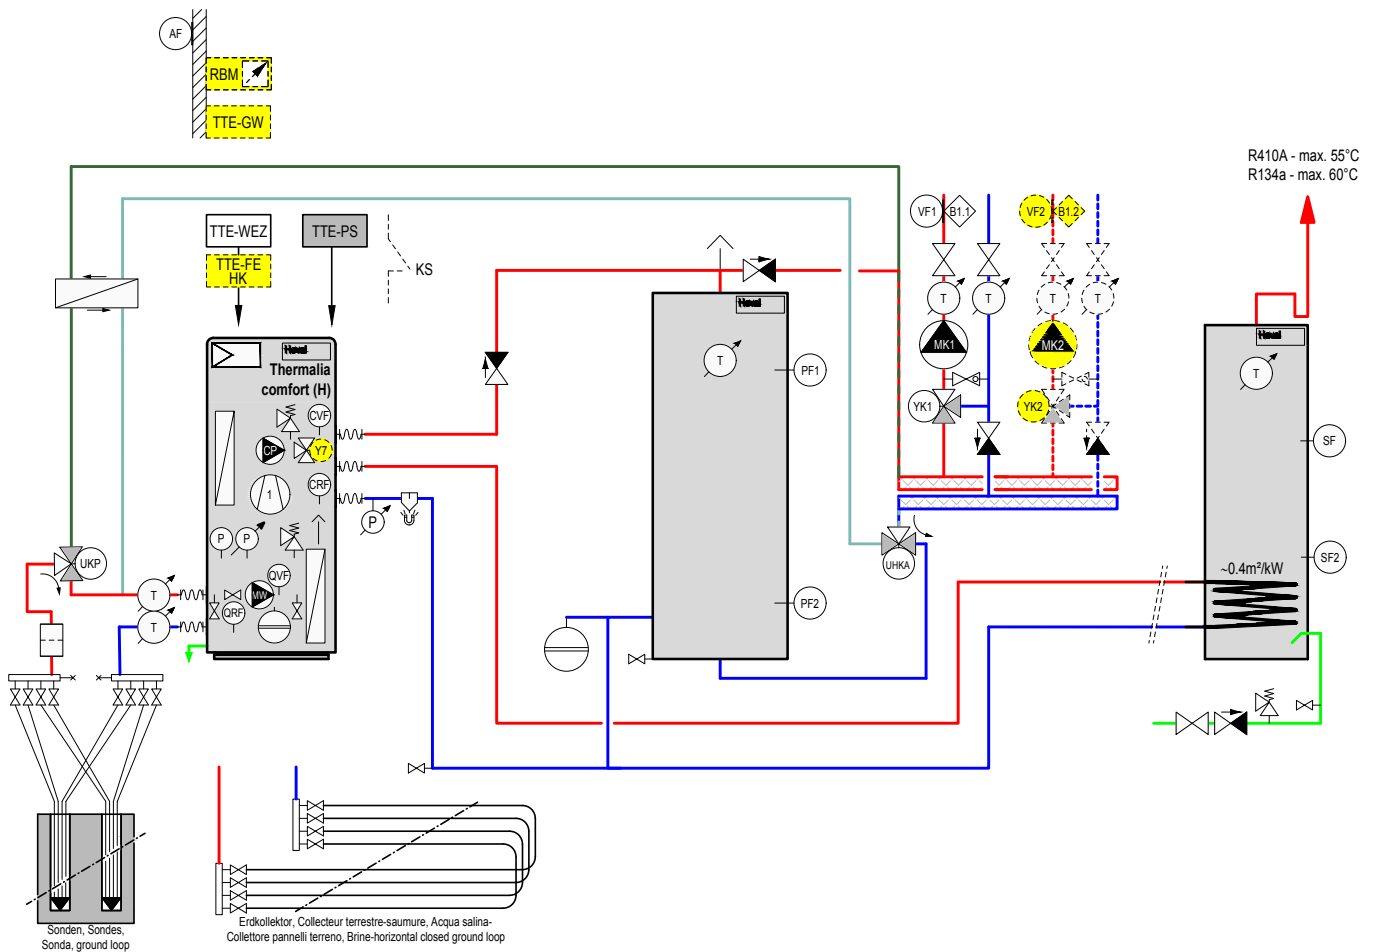 AF
RBM
TTE-GW
R410A - max. 55°C
R134a - max. 60°C
VF1
B1.1
VF2
B1.2
TTE-WEZ
TTE-PS
TTE-FE
HK
KS
T
T
T
T
Hoval
Hoval
Thermalia
comfort (H)
MK1
MK2
T
PF1
T
CVF
YK1
YK2
CP
Y7
SF
CRF
1
P
P
P
UKP
UHKA
SF2
QVF
~0.4m²/kW
T
MW
QRF
PF2
T
Sonden, Sondes,
Sonda, ground loop
Erdkollektor, Collecteur terrestre-saumure, Acqua salina-
Collettore pannelli terreno, Brine-horizontal closed ground loop